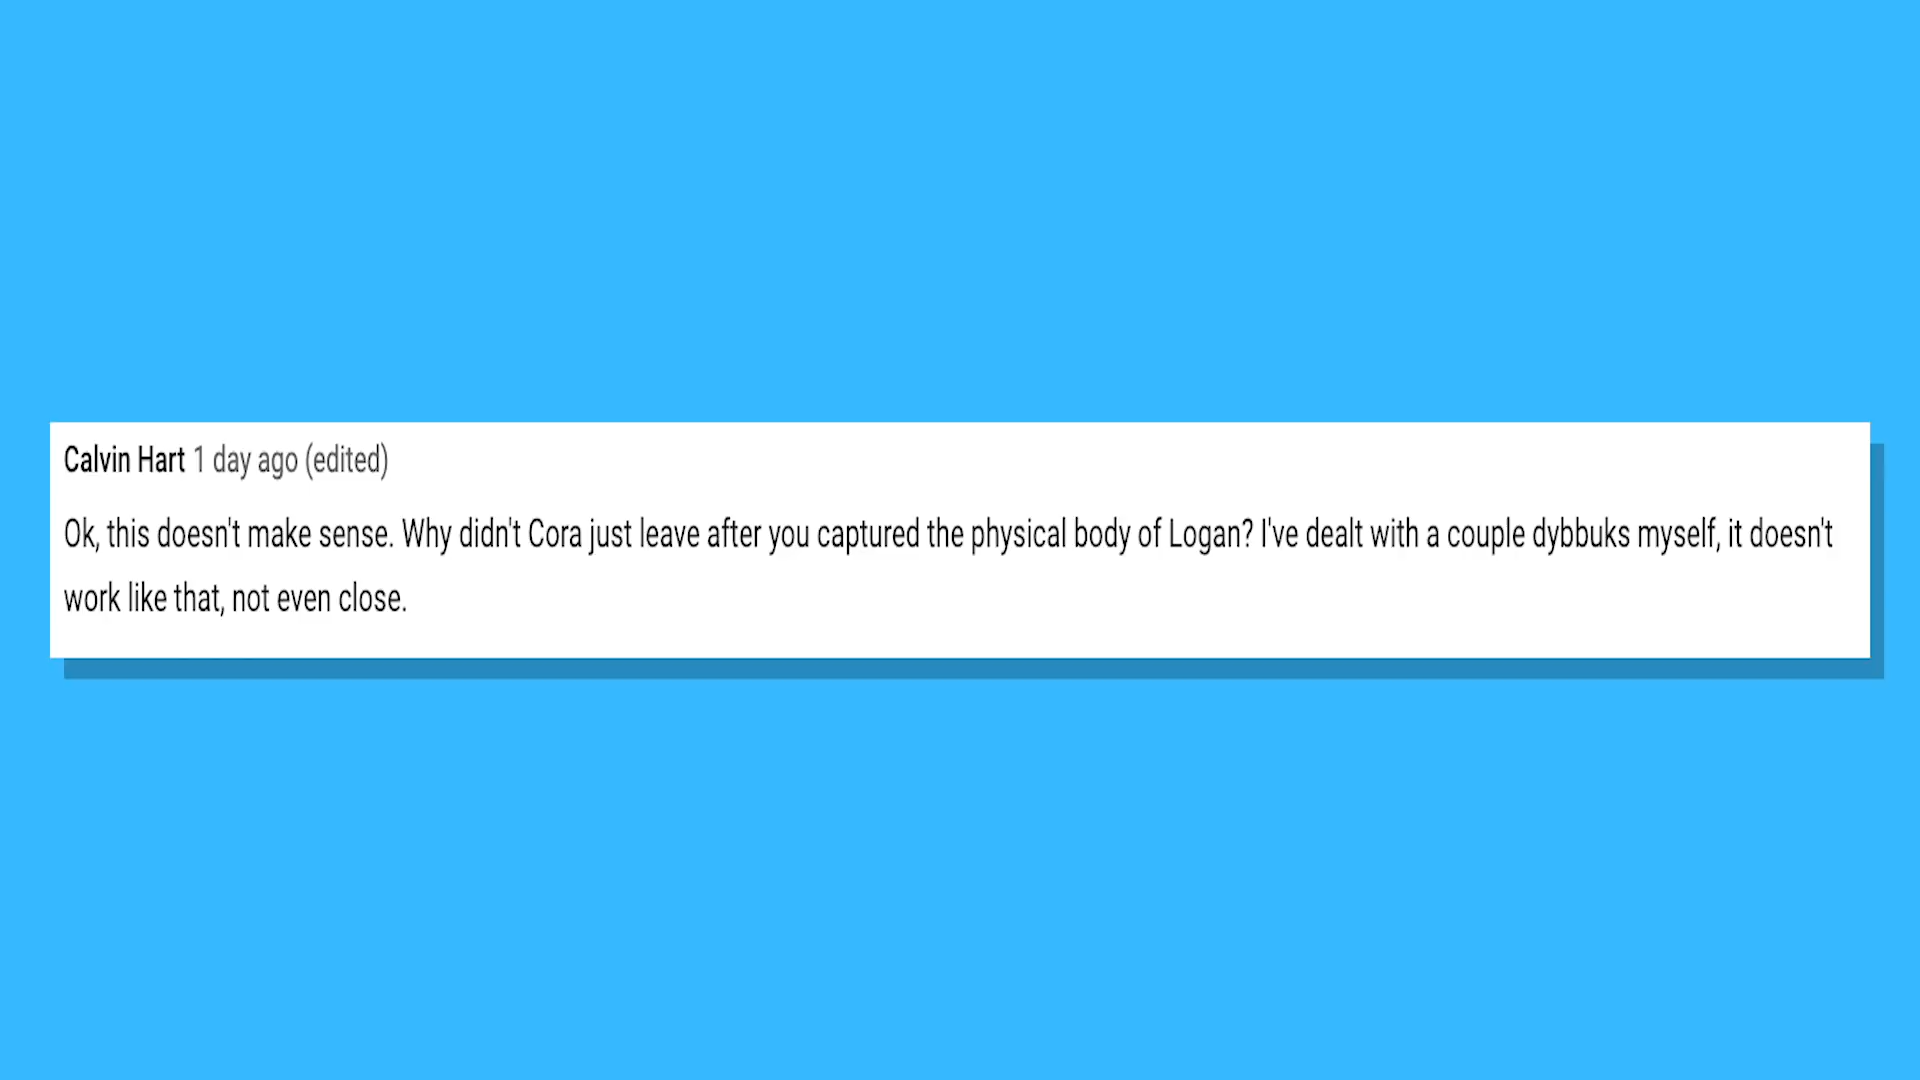 Calvin Hart 1 day ago (edited)
Ok, this doesn't make sense. Why didn't Cora just leave after you captured the physical body of Logan? I've dealt with a couple dybbuks myself, it doesn't
work like that, not even close.